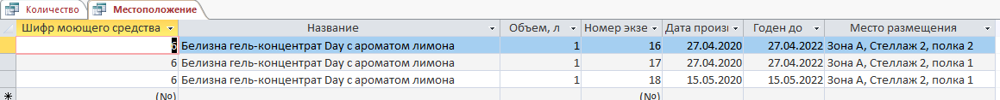 Количество Местоположение
Шифр моющего средства Название Объем, л Номер экзе Дата произ Годен до Место размещения
6 Белизна гель-концентрат Day с ароматом лимона 1 16 27.04.2020 27.04.2022 Зона А, Стеллаж 2, полка 2
6 Белизна гель-концентрат Day с ароматом лимона 1 17 27.04.2020 27.04.2022 Зона А, Стеллаж 2, полка 1
6 Белизна гель-концентрат Day с ароматом лимона 1 18 15.05.2020 15.05.2022 Зона А, Стеллаж 2, полка 1
* (№) (№)